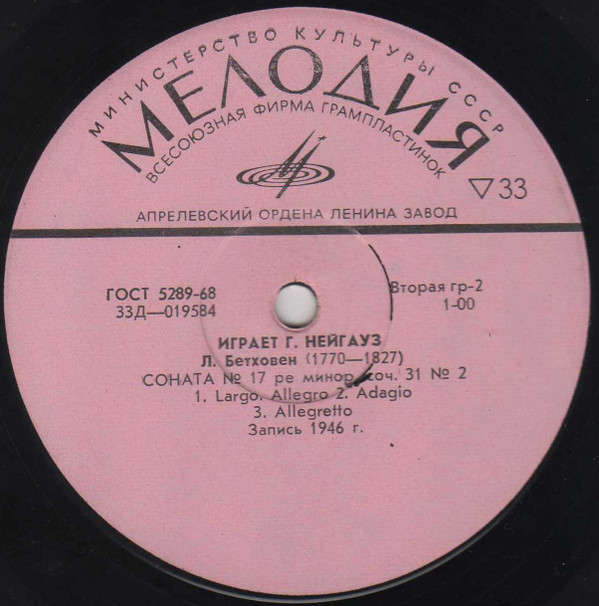 МИНИСТЕРСТВО КУЛЬТУРЫ СССР
МЕЛОДИЯ
ВСЕСОЮЗНАЯ ФИРМА ГРАМПЛАСТИНОК
▽33
АПРЕЛЕВСКИЙ ОРДЕНА ЛЕНИНА ЗАВОД
ГОСТ 5289-68
33Д—019584
Вторая гр-2
1-00
ИГРАЕТ Г. НЕЙГАУЗ
Л. Бетховен (1770—1827)
СОНАТА № 17 ре минор, соч. 31 № 2
1. Largo. Allegro 2. Adagio
3. Allegretto
Запись 1946 г.